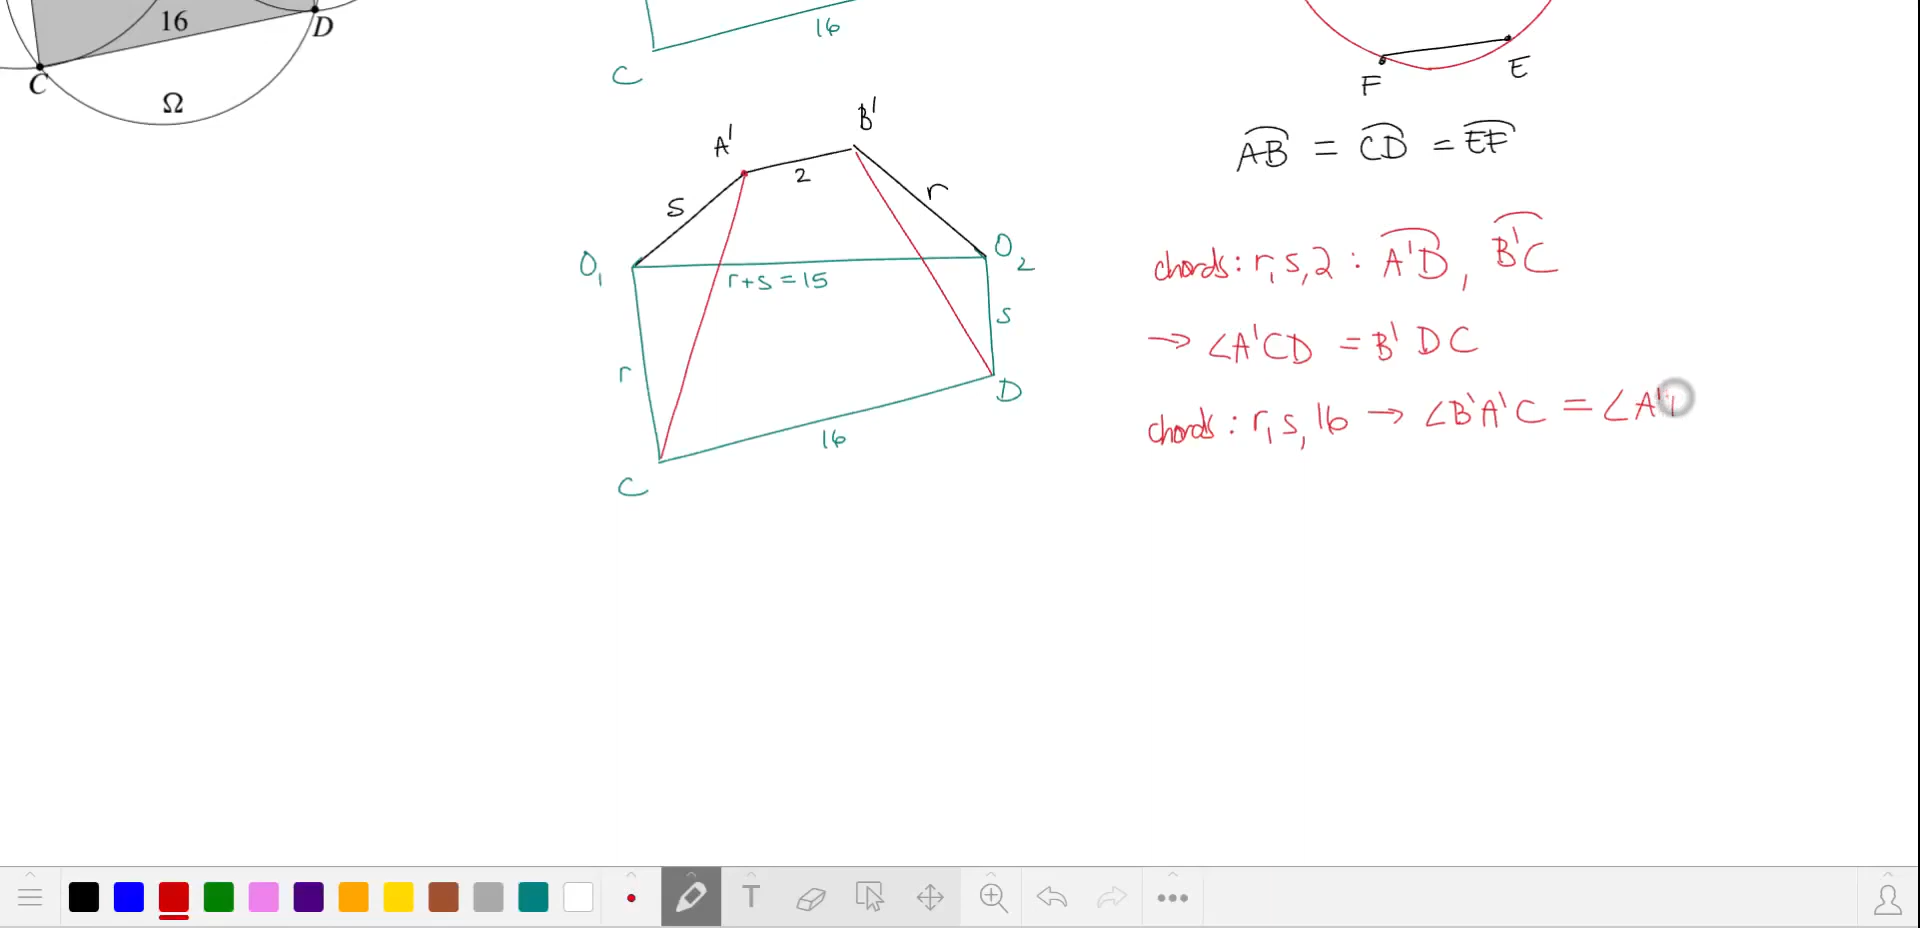 16
D
C
Ω
16
C
F
E
A'
B'
2
s
r
O₁
O₂
r+s=15
r
s
D
16
C
AB = CD = EF
chords: r, s, 2 : A'D, B'C
→ ∠A'CD = B'DC
chords: r, s, 16 → ∠B'A'C = ∠A'
T